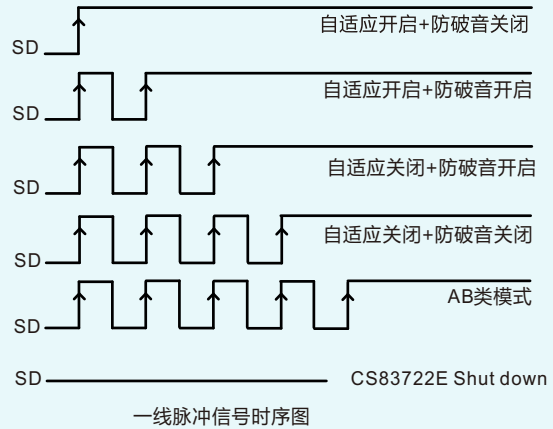 自适应开启+防破音关闭
SD
自适应开启+防破音开启
SD
自适应关闭+防破音开启
SD
自适应关闭+防破音关闭
SD
AB类模式
SD
SD CS83722E Shut down
一线脉冲信号时序图